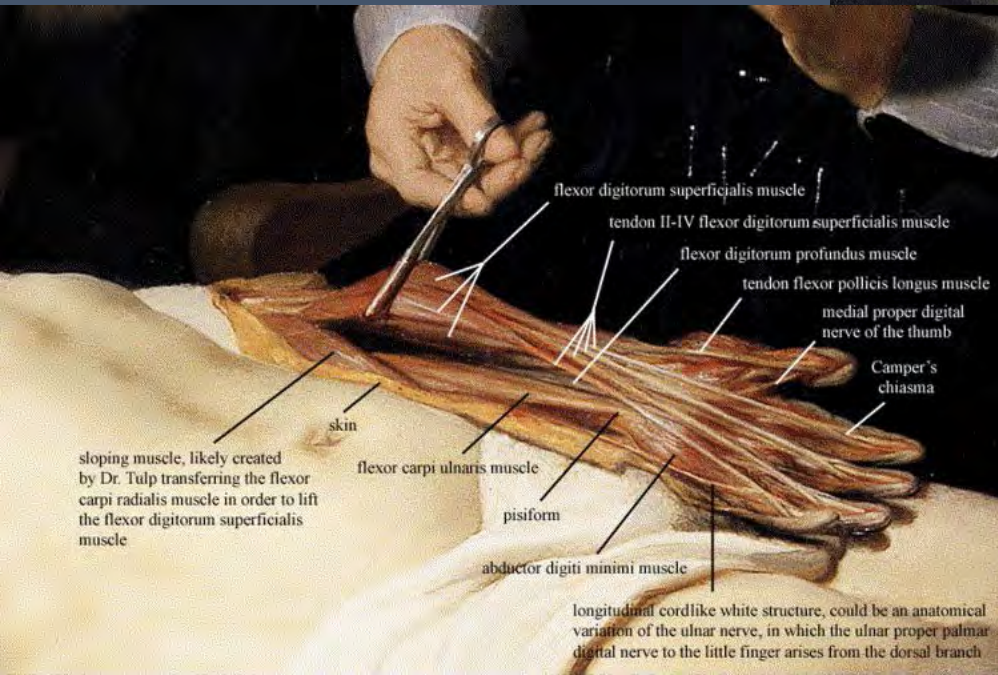 flexor digitorum superficialis muscle
tendon II-IV flexor digitorum superficialis muscle
flexor digitorum profundus muscle
tendon flexor pollicis longus muscle
medial proper digital
nerve of the thumb
Camper's
chiasma
skin
sloping muscle, likely created
by Dr. Tulp transferring the flexor
carpi radialis muscle in order to lift
the flexor digitorum superficialis
muscle
flexor carpi ulnaris muscle
pisiform
abductor digiti minimi muscle
longitudinal cordlike white structure, could be an anatomical
variation of the ulnar nerve, in which the ulnar proper palmar
digital nerve to the little finger arises from the dorsal branch